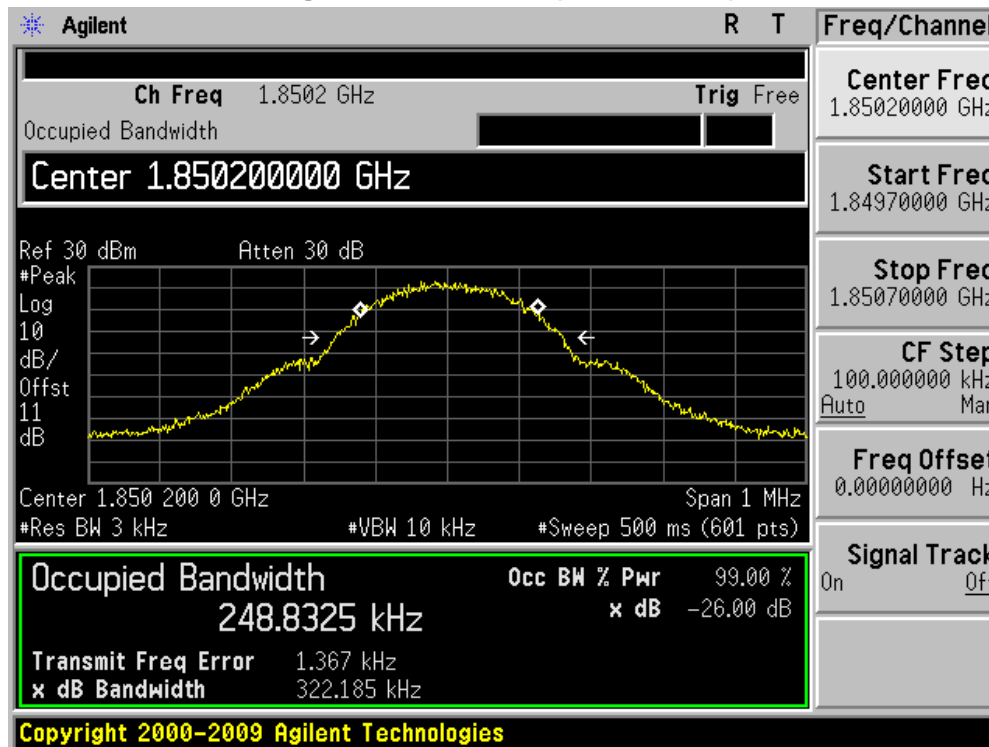 Agilent R T Freq/Channel
Ch Freq 1.8502 GHz Trig Free
Occupied Bandwidth
Center 1.850200000 GHz
Ref 30 dBm Atten 30 dB
#Peak
Log
10
dB/
Offst
11
dB
Center 1.850 200 0 GHz Span 1 MHz
#Res BW 3 kHz #VBW 10 kHz #Sweep 500 ms (601 pts)
Occupied Bandwidth Occ BW % Pwr 99.00 %
248.8325 kHz x dB -26.00 dB
Transmit Freq Error 1.367 kHz
x dB Bandwidth 322.185 kHz
Copyright 2000-2009 Agilent Technologies
Center Freq
1.85020000 GHz
Start Freq
1.84970000 GHz
Stop Freq
1.85070000 GHz
CF Step
100.000000 kHz
Auto Man
Freq Offset
0.00000000 Hz
Signal Track
On Off